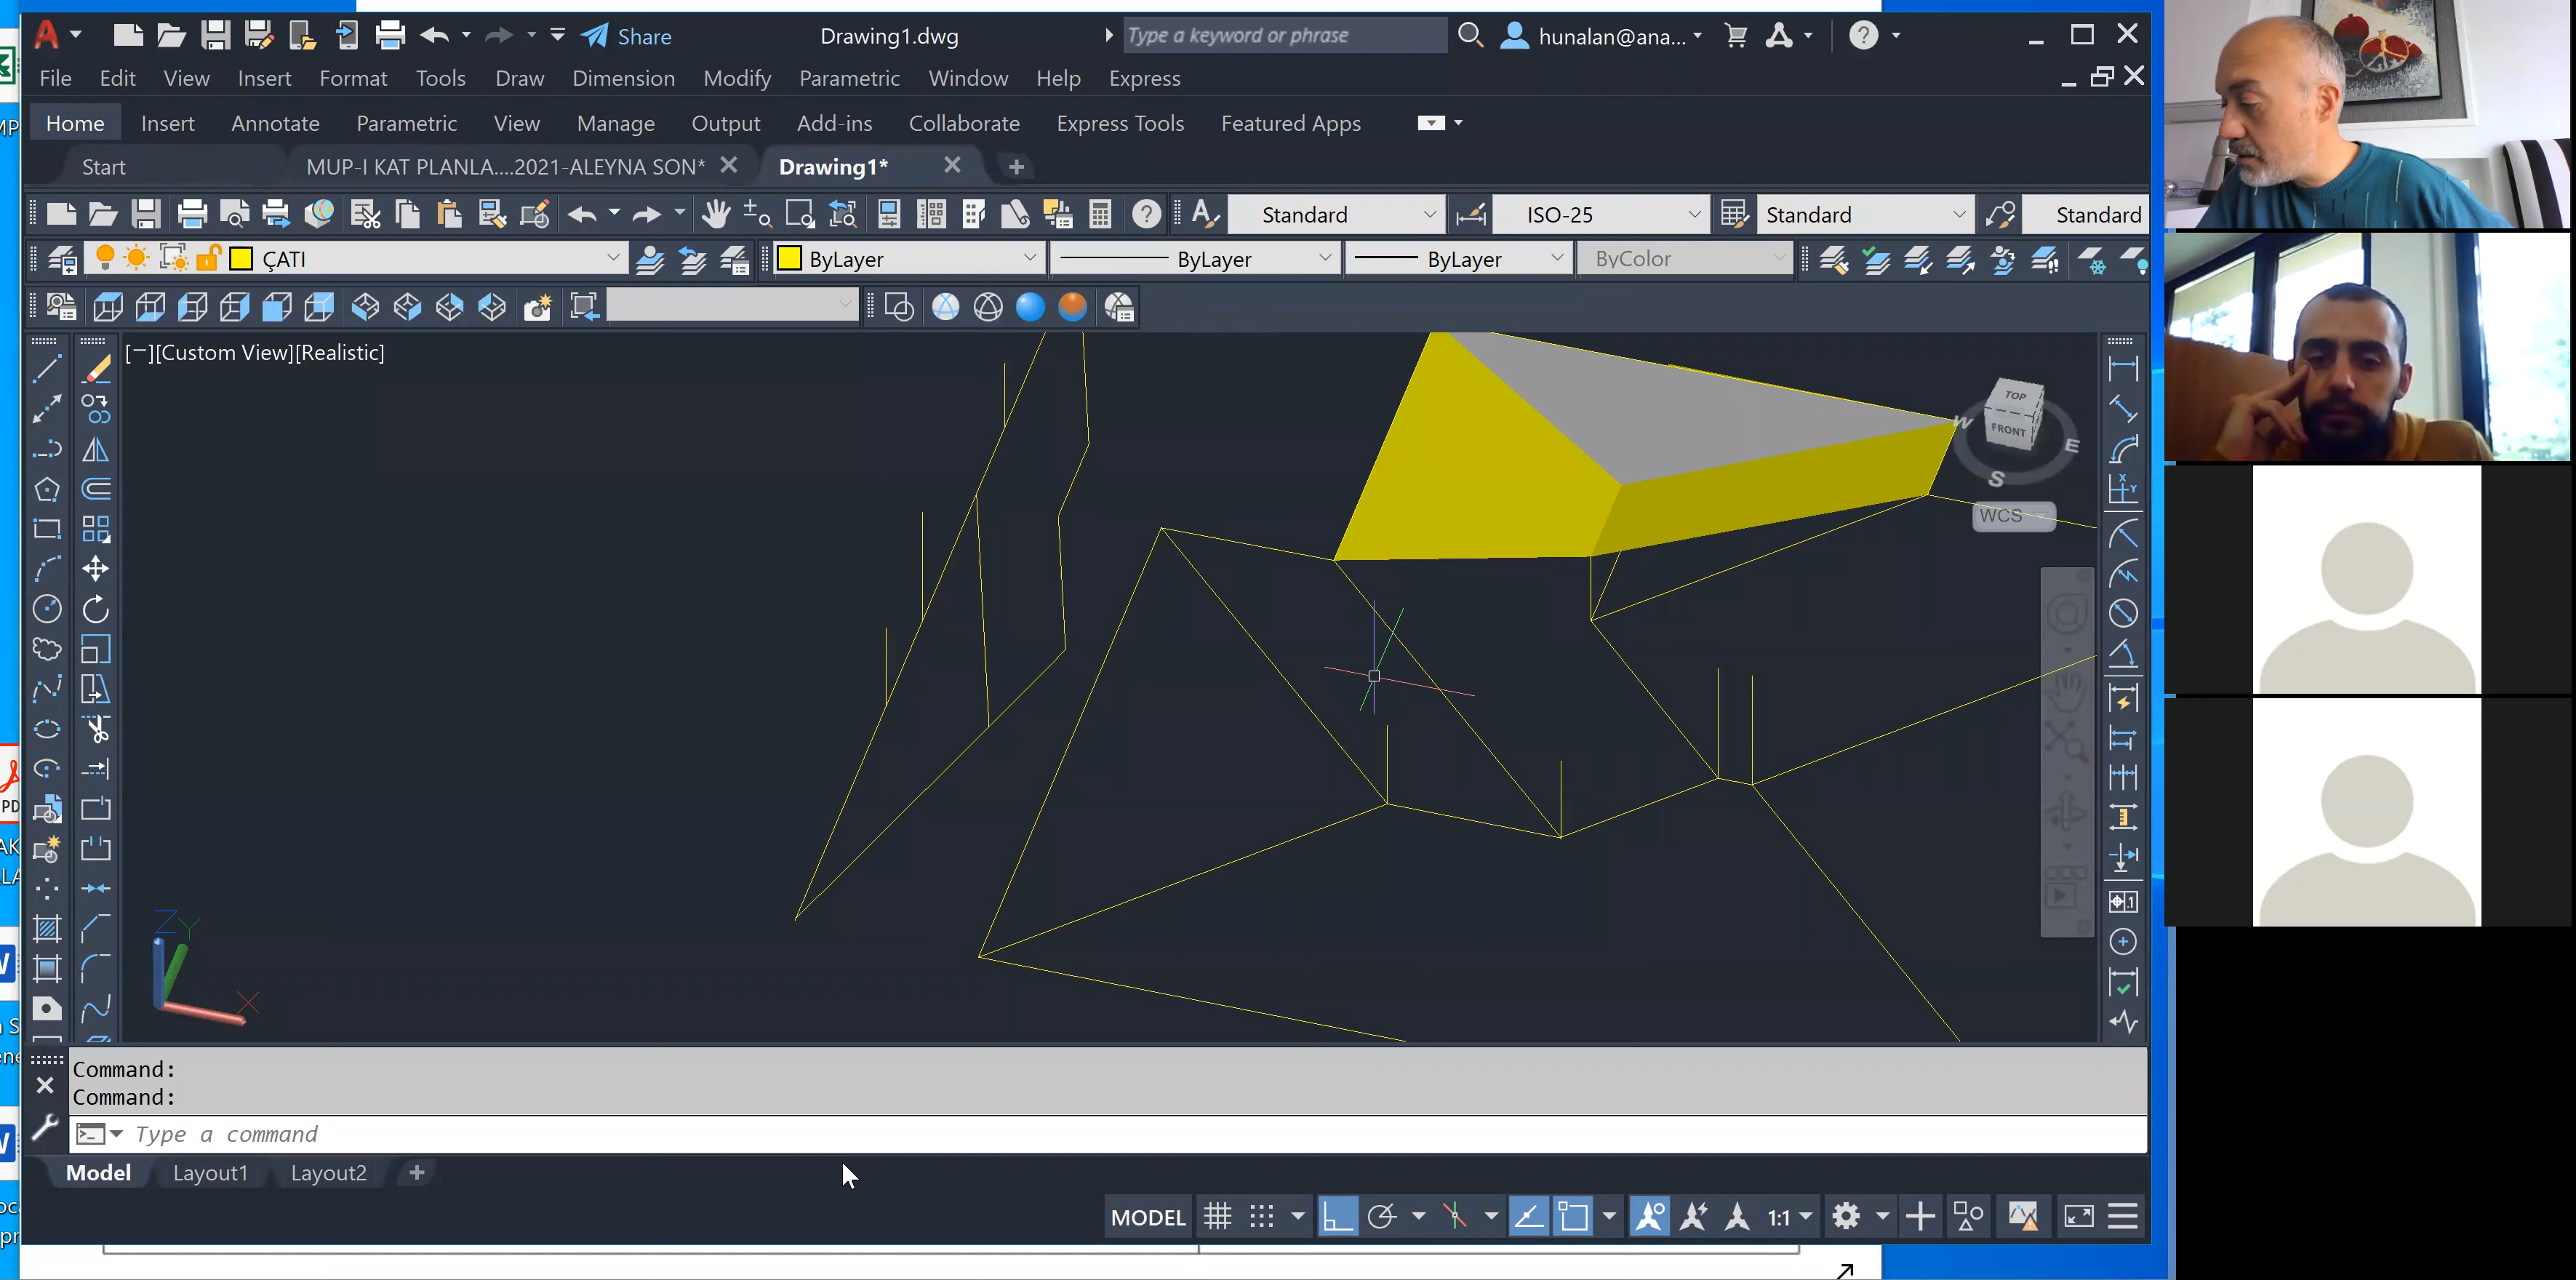 Share
Drawing1.dwg
Type a keyword or phrase
hunalan@ana...
File Edit View Insert Format Tools Draw Dimension Modify Parametric Window Help Express
Home Insert Annotate Parametric View Manage Output Add-ins Collaborate Express Tools Featured Apps
Start
MUP-I KAT PLANLA....2021-ALEYNA SON*
Drawing1*
Standard ISO-25 Standard Standard
ÇATI ByLayer ByLayer ByLayer ByColor
[−][Custom View][Realistic]
TOP
FRONT
W
E
S
WCS
Z
Y
X
Command:
Command:
Type a command
Model Layout1 Layout2
MODEL 1:1